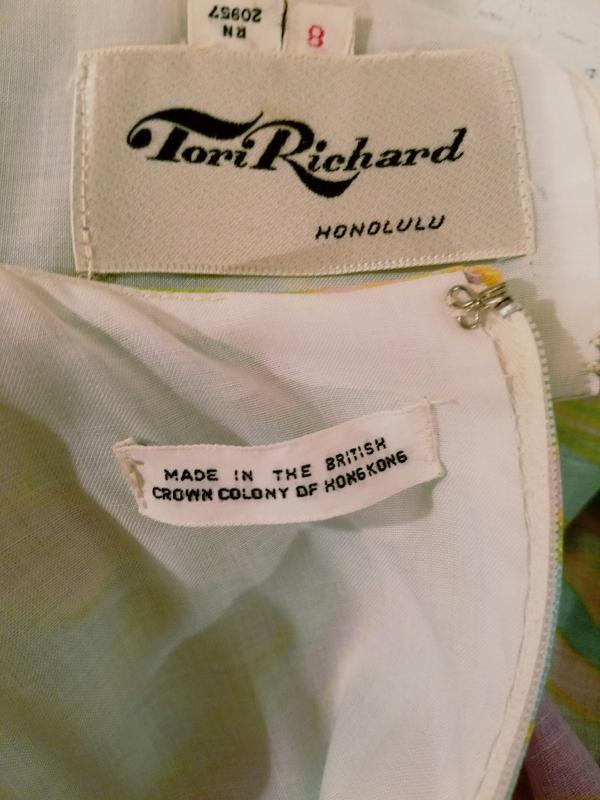 RN
20957
8
Tori Richard
HONOLULU
MADE IN THE BRITISH
CROWN COLONY OF HONGKONG